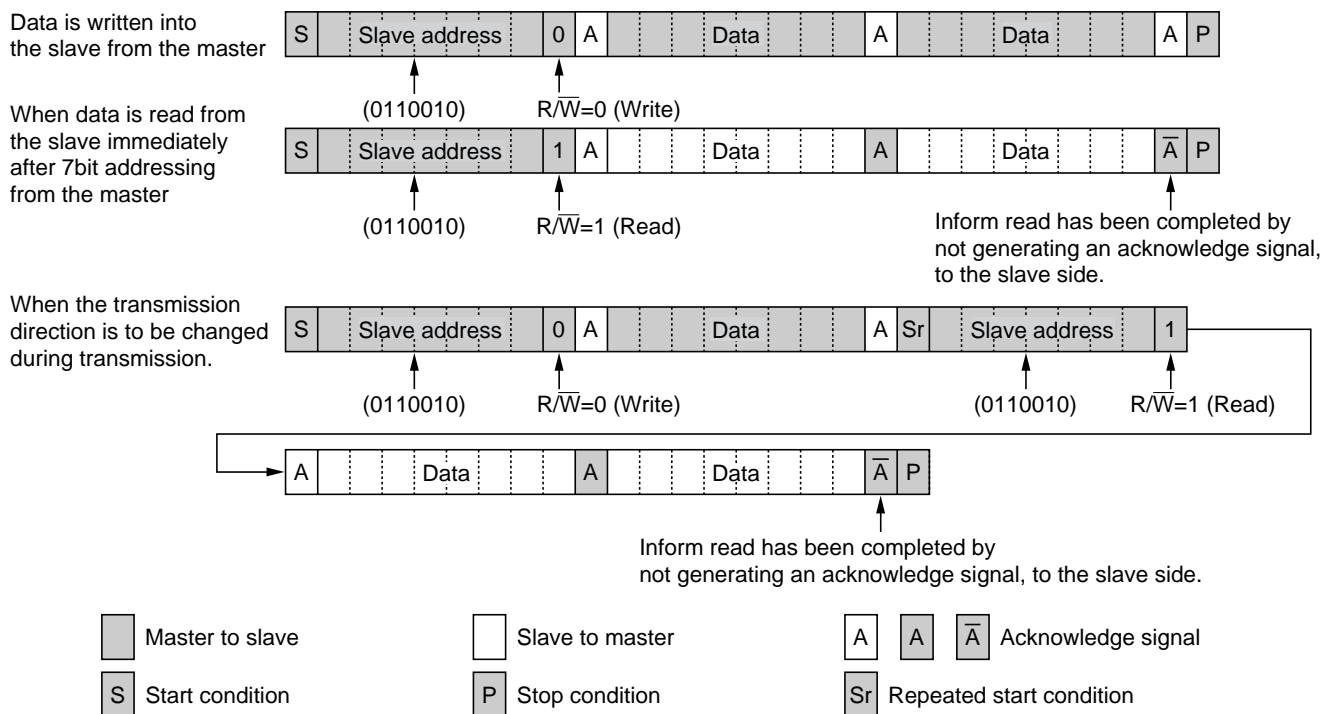 Data is written into
the slave from the master
S Slave address 0 A Data A Data A P
(0110010) R/W̅=0 (Write)
When data is read from
the slave immediately
after 7bit addressing
from the master
S Slave address 1 A Data A Data A̅ P
(0110010) R/W̅=1 (Read)
Inform read has been completed by
not generating an acknowledge signal,
to the slave side.
When the transmission
direction is to be changed
during transmission.
S Slave address 0 A Data A Sr Slave address 1
(0110010) R/W̅=0 (Write) (0110010) R/W̅=1 (Read)
A Data A Data A̅ P
Inform read has been completed by
not generating an acknowledge signal, to the slave side.
Master to slave Slave to master A A A̅ Acknowledge signal
S Start condition P Stop condition Sr Repeated start condition